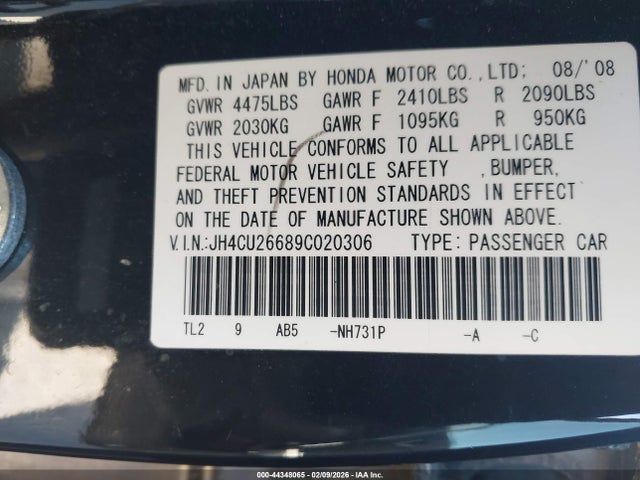 MFD. IN JAPAN BY HONDA MOTOR CO.,LTD; 08/'08
GVWR 4475LBS GAWR F 2410LBS R 2090LBS
GVWR 2030KG GAWR F 1095KG R 950KG
THIS VEHICLE CONFORMS TO ALL APPLICABLE
FEDERAL MOTOR VEHICLE SAFETY ,BUMPER,
AND THEFT PREVENTION STANDARDS IN EFFECT
ON THE DATE OF MANUFACTURE SHOWN ABOVE.
V.I.N.:JH4CU26689C020306 TYPE: PASSENGER CAR
TL2 9 AB5 -NH731P -A -C
000-44348065 - 02/09/2026 - IAA Inc.